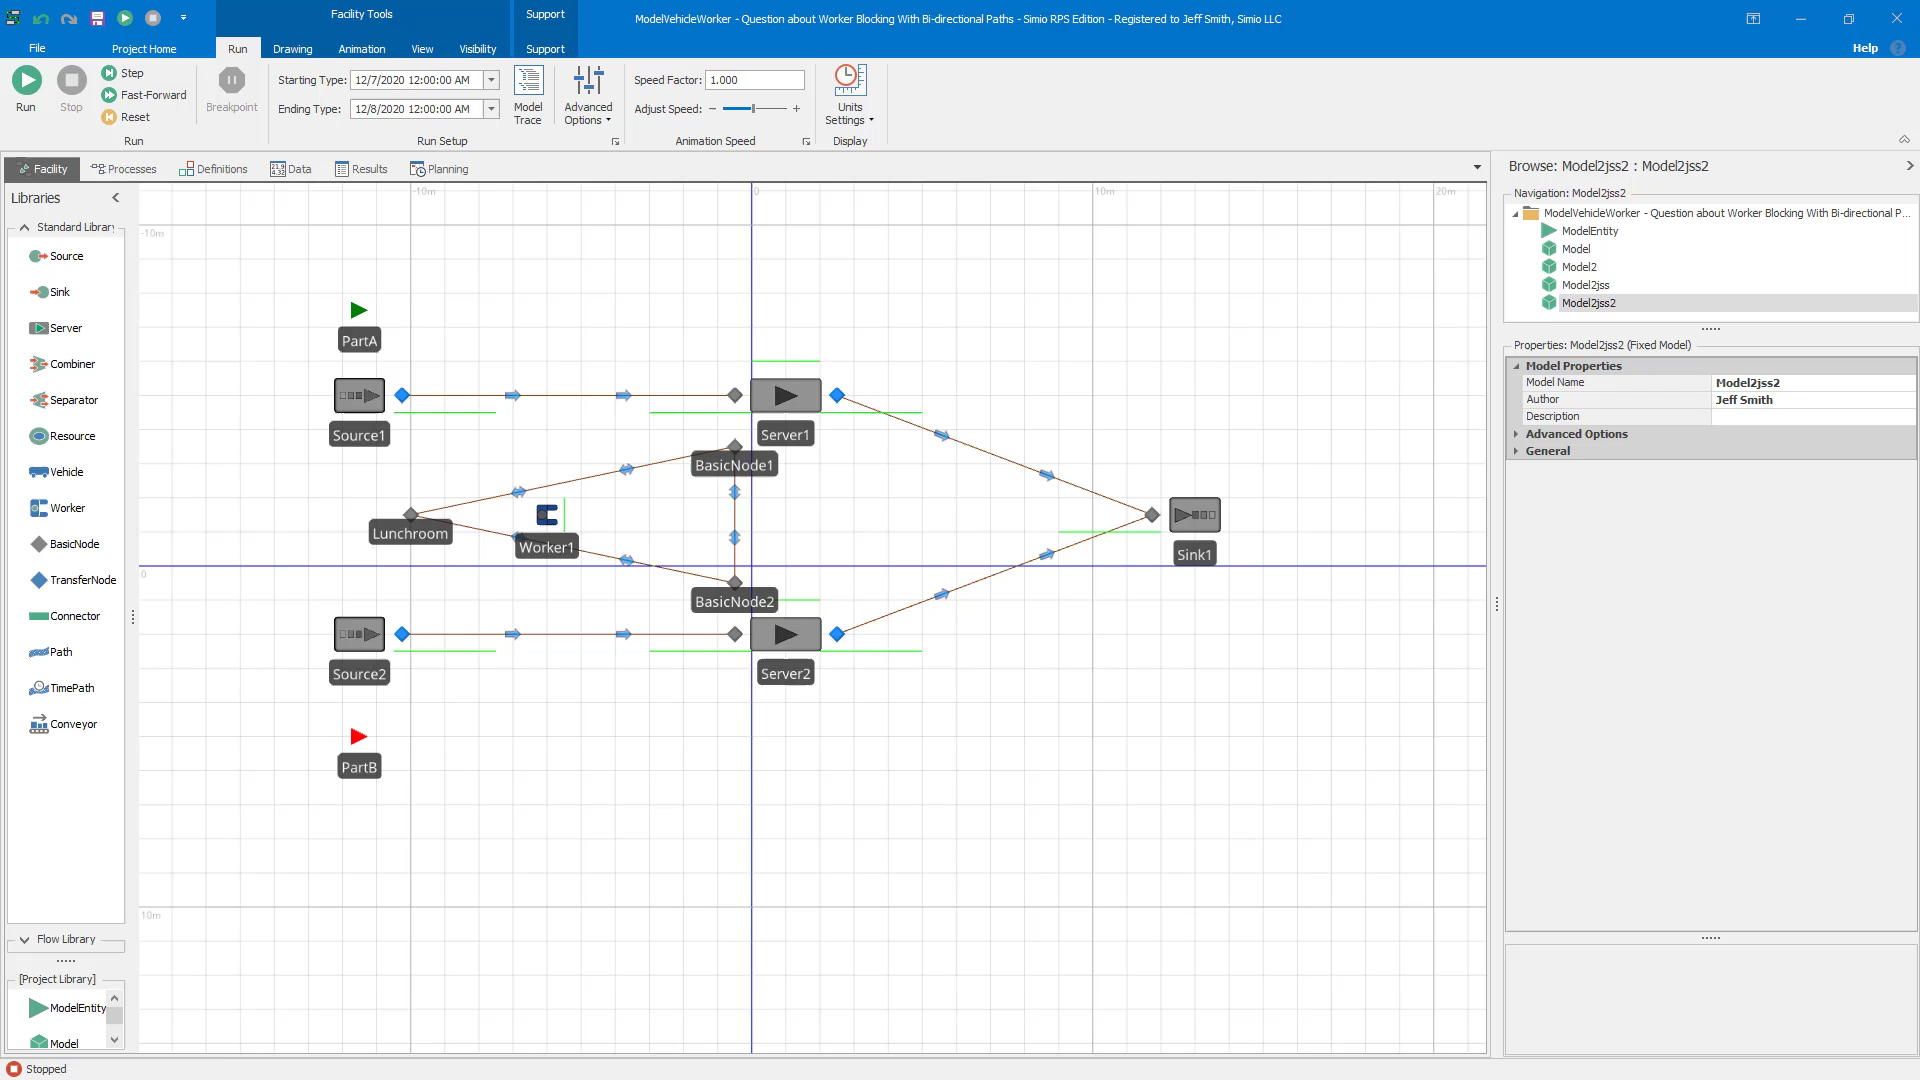 Facility Tools
Support
ModelVehicleWorker - Question about Worker Blocking With Bi-directional Paths - Simio RPS Edition - Registered to Jeff Smith, Simio LLC
File
Project Home
Run
Drawing
Animation
View
Visibility
Support
Help
Run
Stop
Step
Fast-Forward
Reset
Breakpoint
Run
Starting Type: 12/7/2020 12:00:00 AM
Ending Type: 12/8/2020 12:00:00 AM
Model Trace
Advanced Options
Run Setup
Speed Factor: 1.000
Adjust Speed: − +
Animation Speed
Units Settings
Display
Facility
Processes
Definitions
21.9 4.32 Data
Results
Planning
Libraries
Standard Library
Source
Sink
Server
Combiner
Separator
Resource
Vehicle
Worker
BasicNode
TransferNode
Connector
Path
TimePath
Conveyor
Flow Library
[Project Library]
ModelEntity
Model
-10m
0
10m
20m
-10m
0
10m
PartA
Source1
Server1
BasicNode1
Lunchroom
Worker1
Sink1
BasicNode2
Source2
Server2
PartB
Browse: Model2jss2 : Model2jss2
Navigation: Model2jss2
ModelVehicleWorker - Question about Worker Blocking With Bi-directional P...
ModelEntity
Model
Model2
Model2jss
Model2jss2
Properties: Model2jss2 (Fixed Model)
Model Properties
Model Name Model2jss2
Author Jeff Smith
Description
Advanced Options
General
Stopped